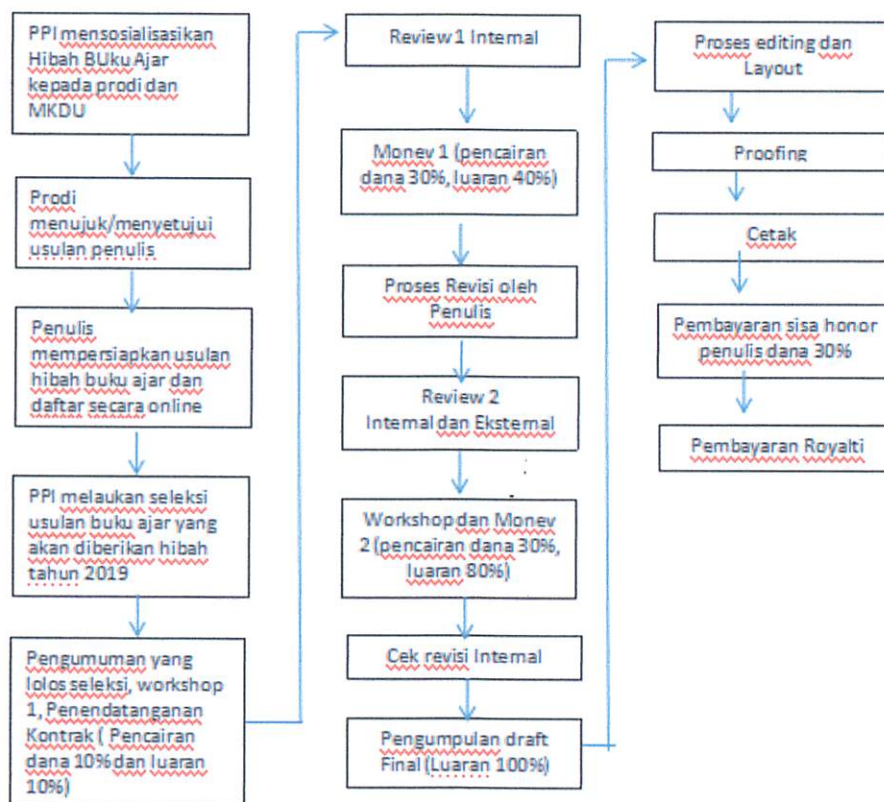 PPI mensosialisasikan
Hibah BUku Ajar
kepada prodi dan
MKDU
Prodi
menujuk/menyetujui
usulan penulis
Penulis
mempersiapkan usulan
hibah buku ajar dan
daftar secara online
PPI melaukan seleksi
usulan buku ajar yang
akan diberikan hibah
tahun 2019
Pengumuman yang
lolos seleksi, workshop
1, Penendatanganan
Kontrak ( Pencairan
dana 10% dan luaran
10%)
Review 1 Internal
Monev 1 (pencairan
dana 30%, luaran 40%)
Proses Revisi oleh
Penulis
Review 2
Internal dan Eksternal
Workshop dan Monev
2 (pencairan dana 30%,
luaran 80%)
Cek revisi Internal
Pengumpulan draft
Final (Luaran 100%)
Proses editing dan
Layout
Proofing
Cetak
Pembayaran sisa honor
penulis dana 30%
Pembayaran Royalti